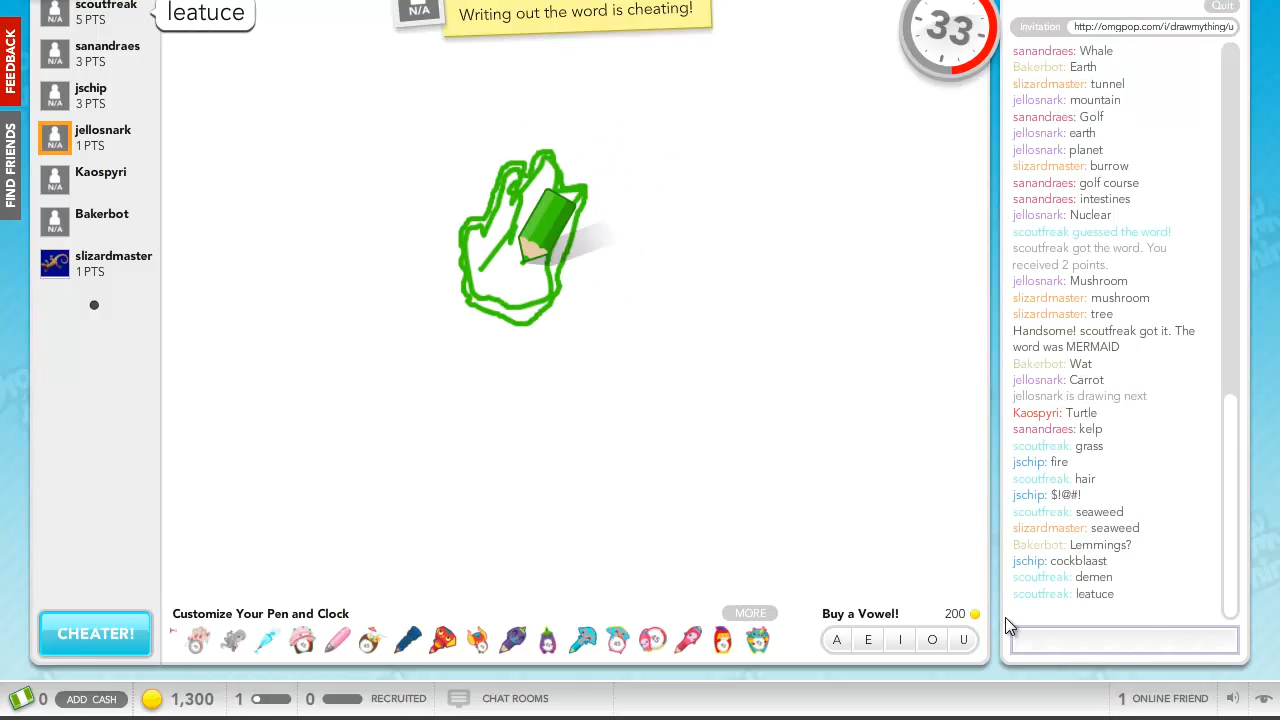 scoutfreak
5 PTS
leatuce
N/A
Writing out the word is cheating!
33
Quit
Invitation http://omgpop.com/i/drawmything/u
FEEDBACK
FIND FRIENDS
N/A
N/A
sanandraes
3 PTS
N/A
jschip
3 PTS
N/A
jellosnark
1 PTS
N/A
Kaospyri
N/A
Bakerbot
slizardmaster
1 PTS
sanandraes: Whale
Bakerbot: Earth
slizardmaster: tunnel
jellosnark: mountain
sanandraes: Golf
jellosnark: earth
jellosnark: planet
slizardmaster: burrow
sanandraes: golf course
sanandraes: intestines
jellosnark: Nuclear
scoutfreak guessed the word!
scoutfreak got the word. You
received 2 points.
jellosnark: Mushroom
slizardmaster: mushroom
slizardmaster: tree
Handsome! scoutfreak got it. The
word was MERMAID
Bakerbot: Wat
jellosnark: Carrot
jellosnark is drawing next
Kaospyri: Turtle
sanandraes: kelp
scoutfreak: grass
jschip: fire
scoutfreak: hair
jschip: $!@#!
scoutfreak: seaweed
slizardmaster: seaweed
Bakerbot: Lemmings?
jschip: cockblaast
scoutfreak: demen
scoutfreak: leatuce
CHEATER!
Customize Your Pen and Clock
MORE
Buy a Vowel!
200
A E I O U
0 ADD CASH 1,300 1 0 RECRUITED CHAT ROOMS 1 ONLINE FRIEND